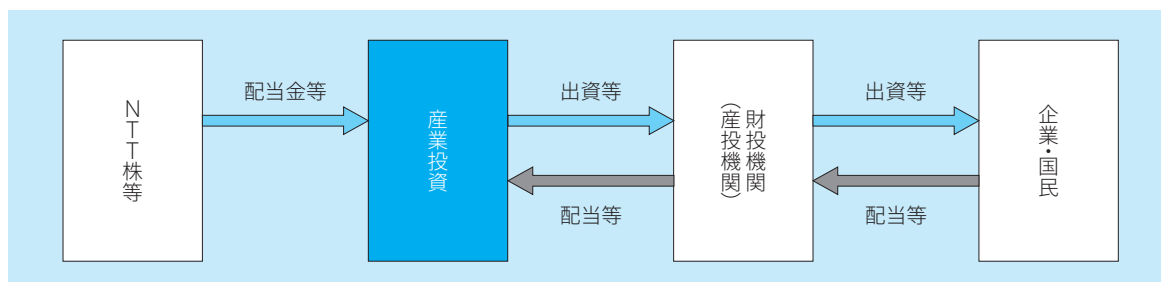 NTT株等
配当金等
産業投資
出資等
配当等
財投機関
(産投機関)
出資等
配当等
企業・国民